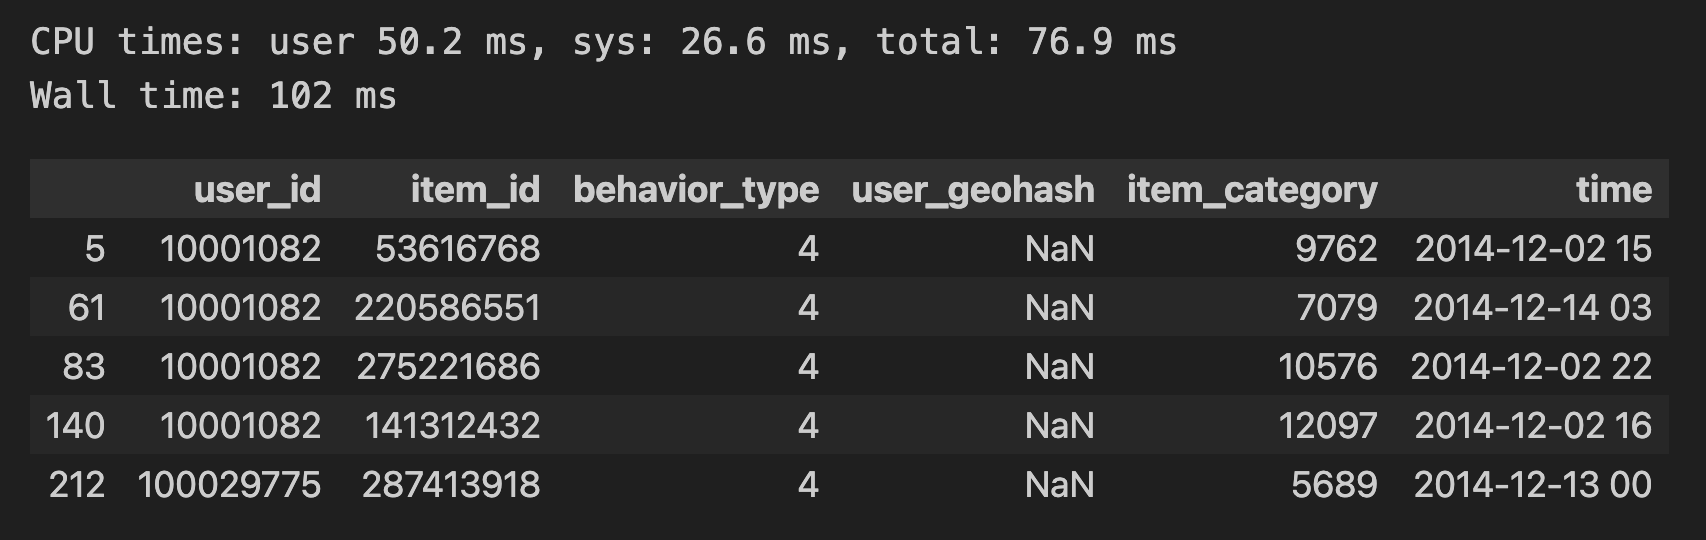 CPU times: user 50.2 ms, sys: 26.6 ms, total: 76.9 ms
Wall time: 102 ms
user_id item_id behavior_type user_geohash item_category time
5 10001082 53616768 4 NaN 9762 2014-12-02 15
61 10001082 220586551 4 NaN 7079 2014-12-14 03
83 10001082 275221686 4 NaN 10576 2014-12-02 22
140 10001082 141312432 4 NaN 12097 2014-12-02 16
212 100029775 287413918 4 NaN 5689 2014-12-13 00